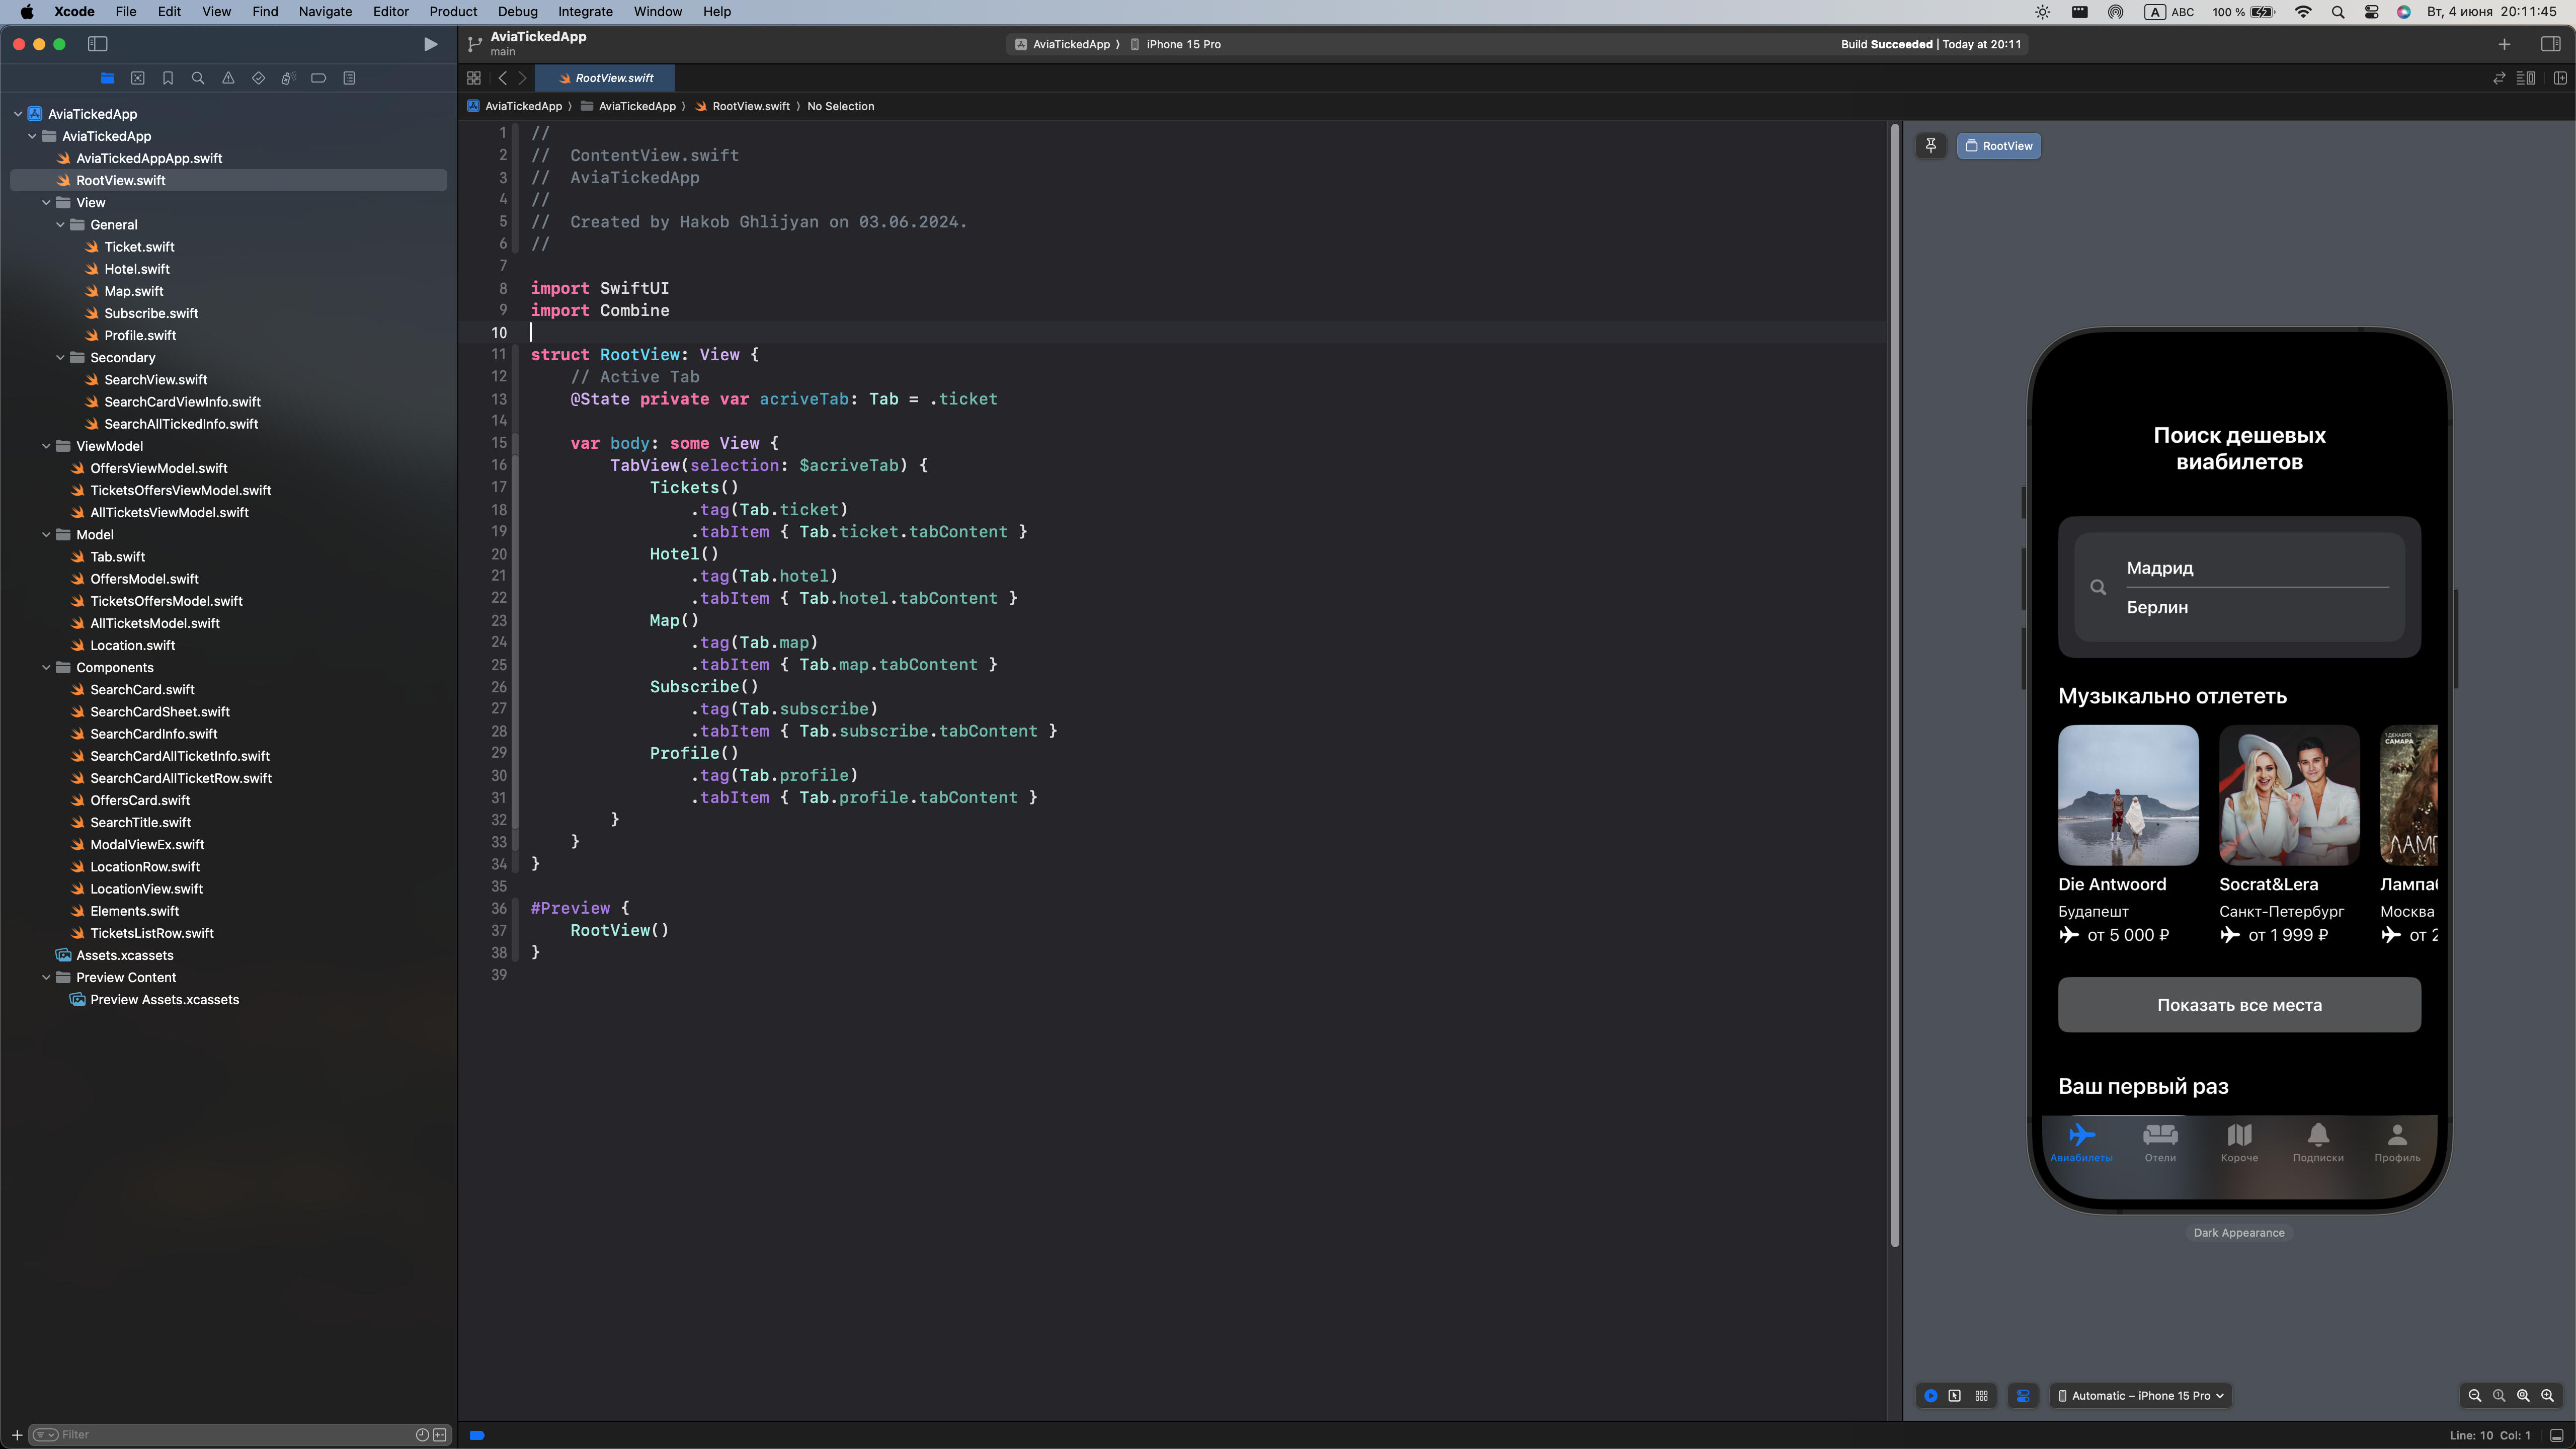 Xcode File Edit View Find Navigate Editor Product Debug Integrate Window Help
A ABC 100 % Вт, 4 июня 20:11:45
AviaTickedApp
main
AviaTickedApp 〉 iPhone 15 Pro
Build Succeeded | Today at 20:11
RootView.swift
AviaTickedApp 〉 AviaTickedApp 〉 RootView.swift 〉 No Selection
AviaTickedApp
AviaTickedApp
AviaTickedAppApp.swift
RootView.swift
View
General
Ticket.swift
Hotel.swift
Map.swift
Subscribe.swift
Profile.swift
Secondary
SearchView.swift
SearchCardViewInfo.swift
SearchAllTickedInfo.swift
ViewModel
OffersViewModel.swift
TicketsOffersViewModel.swift
AllTicketsViewModel.swift
Model
Tab.swift
OffersModel.swift
TicketsOffersModel.swift
AllTicketsModel.swift
Location.swift
Components
SearchCard.swift
SearchCardSheet.swift
SearchCardInfo.swift
SearchCardAllTicketInfo.swift
SearchCardAllTicketRow.swift
OffersCard.swift
SearchTitle.swift
ModalViewEx.swift
LocationRow.swift
LocationView.swift
Elements.swift
TicketsListRow.swift
Assets.xcassets
Preview Content
Preview Assets.xcassets
Filter
1 //
2 //  ContentView.swift
3 //  AviaTickedApp
4 //
5 //  Created by Hakob Ghlijyan on 03.06.2024.
6 //
7
8 import SwiftUI
9 import Combine
10
11 struct RootView: View {
12     // Active Tab
13     @State private var acriveTab: Tab = .ticket
14
15     var body: some View {
16         TabView(selection: $acriveTab) {
17             Tickets()
18                 .tag(Tab.ticket)
19                 .tabItem { Tab.ticket.tabContent }
20             Hotel()
21                 .tag(Tab.hotel)
22                 .tabItem { Tab.hotel.tabContent }
23             Map()
24                 .tag(Tab.map)
25                 .tabItem { Tab.map.tabContent }
26             Subscribe()
27                 .tag(Tab.subscribe)
28                 .tabItem { Tab.subscribe.tabContent }
29             Profile()
30                 .tag(Tab.profile)
31                 .tabItem { Tab.profile.tabContent }
32         }
33     }
34 }
35
36 #Preview {
37     RootView()
38 }
39
RootView
Поиск дешевых
виабилетов
Мадрид
Берлин
Музыкально отлететь
1 ДЕКАБРЯ
САМАРА
Die Antwoord Socrat&Lera
Будапешт Санкт-Петербург Москва
от 5 000 ₽ от 1 999 ₽ от 2
Показать все места
Ваш первый раз
Авиабилеты Отели Короче Подписки Профиль
Dark Appearance
Automatic – iPhone 15 Pro
Line: 10 Col: 1